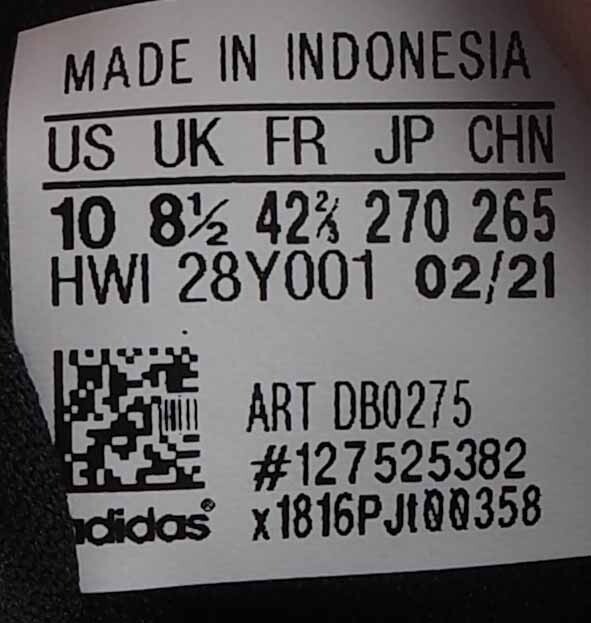 MADE IN INDONESIA
US UK FR JP CHN
10 8½ 42⅔ 270 265
HWI 28Y001 02/21
ART DB0275
#127525382
adidas® x1816PJt00358